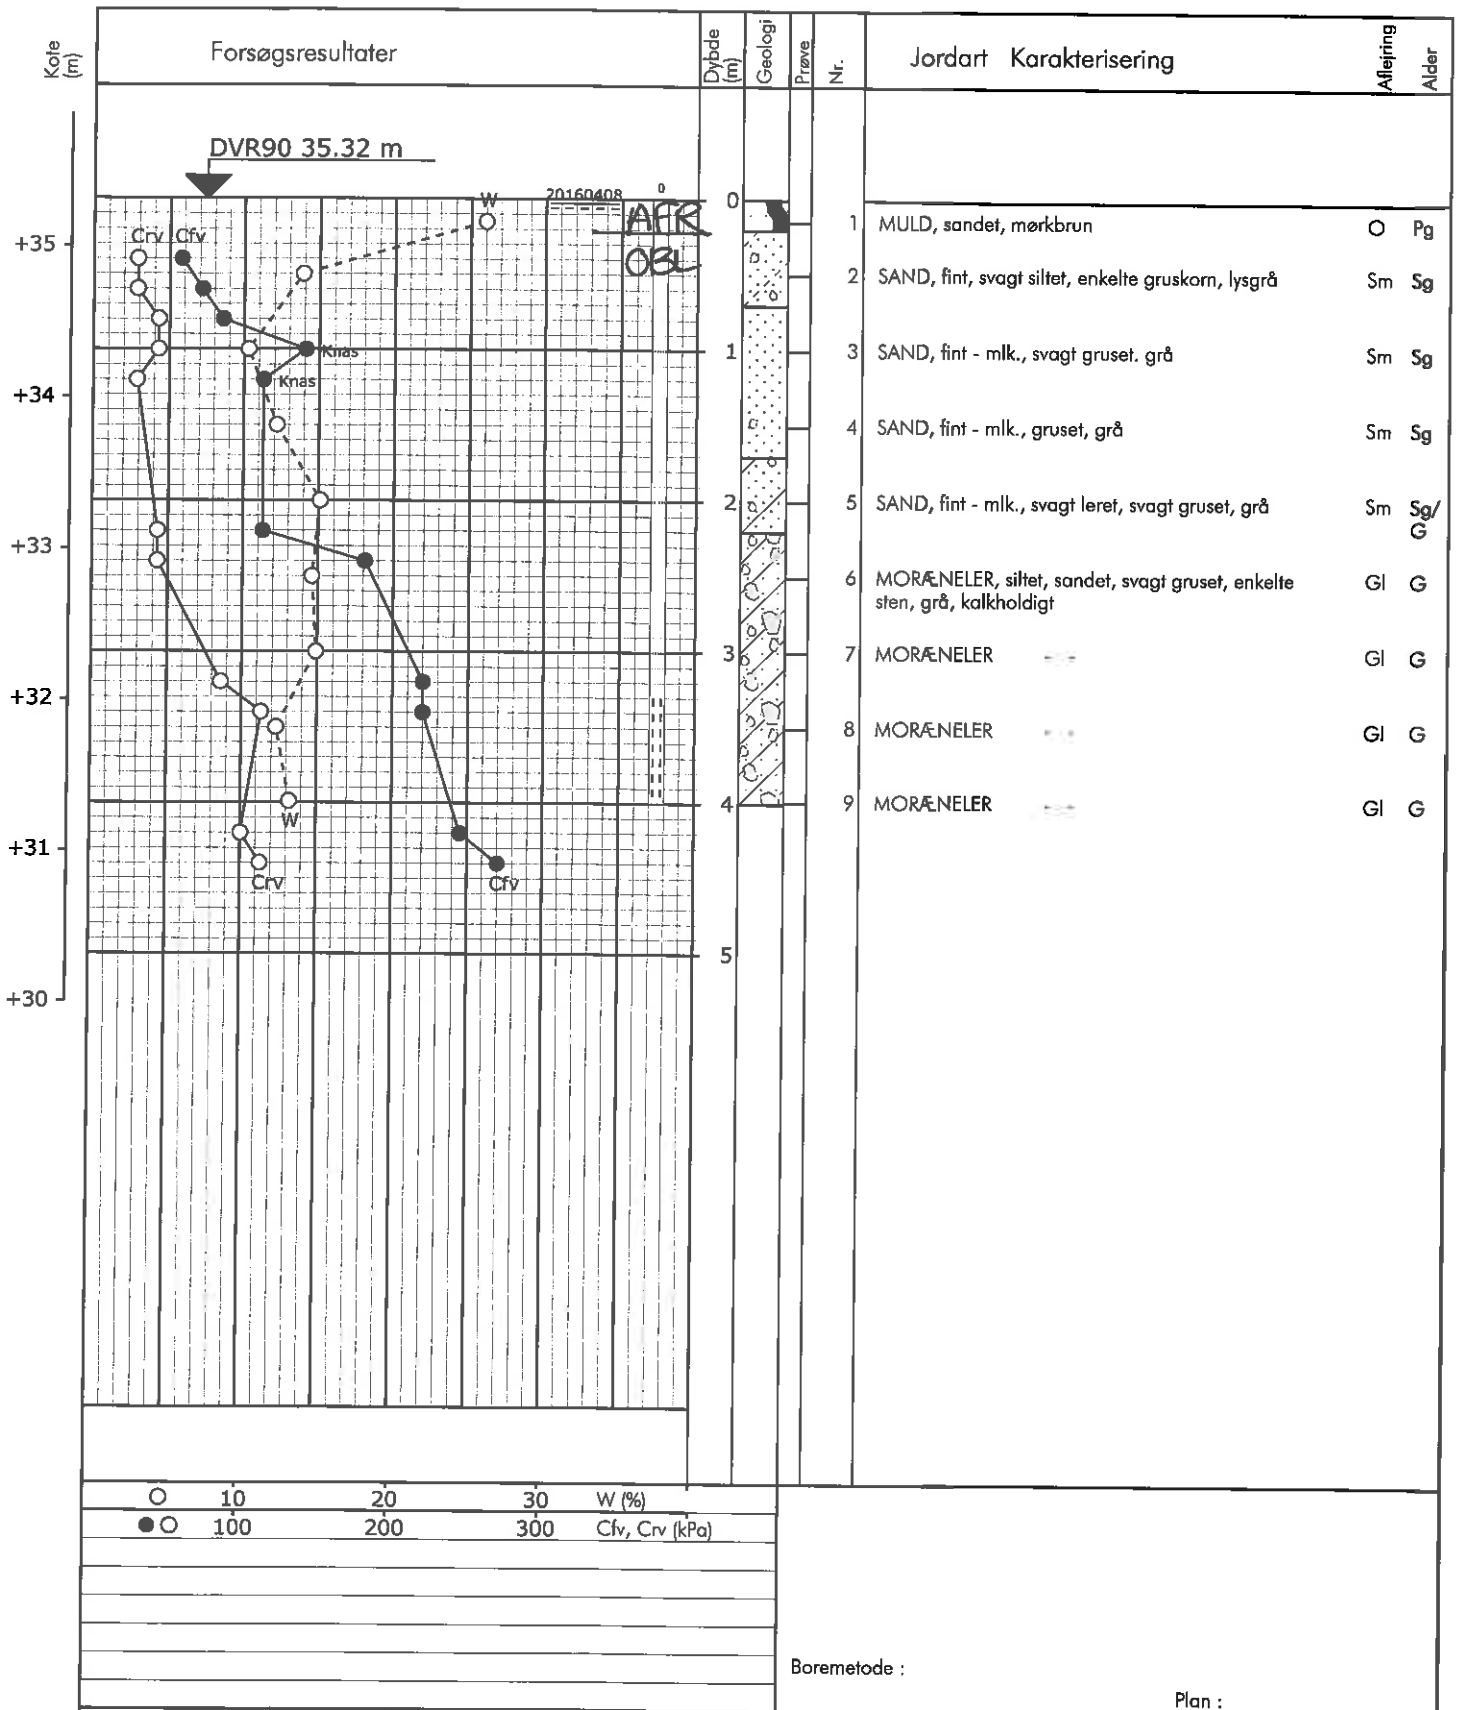 Kote (m)
Forsøgsresultater
Dybde (m)
Geologi
Prøve
Nr.
Jordart Karakterisering
Aflejring
Alder
DVR90 35.32 m
20160408
0
W
AFR
OBL
Crv Cfv
Knas
Knas
W
Crv
Cfv
+35
+34
+33
+32
+31
+30
0
1
2
3
4
5
1 MULD, sandet, mørkbrun O Pg
2 SAND, fint, svagt siltet, enkelte gruskorn, lysgrå Sm Sg
3 SAND, fint - mlk., svagt gruset. grå Sm Sg
4 SAND, fint - mlk., gruset, grå Sm Sg
5 SAND, fint - mlk., svagt leret, svagt gruset, grå Sm Sg/
G
6 MORÆNELER, siltet, sandet, svagt gruset, enkelte Gl G
sten, grå, kalkholdigt
7 MORÆNELER Gl G
8 MORÆNELER Gl G
9 MORÆNELER Gl G
10 20 30 W (%)
100 200 300 Cfv, Crv (kPa)
Boremetode :
Plan :